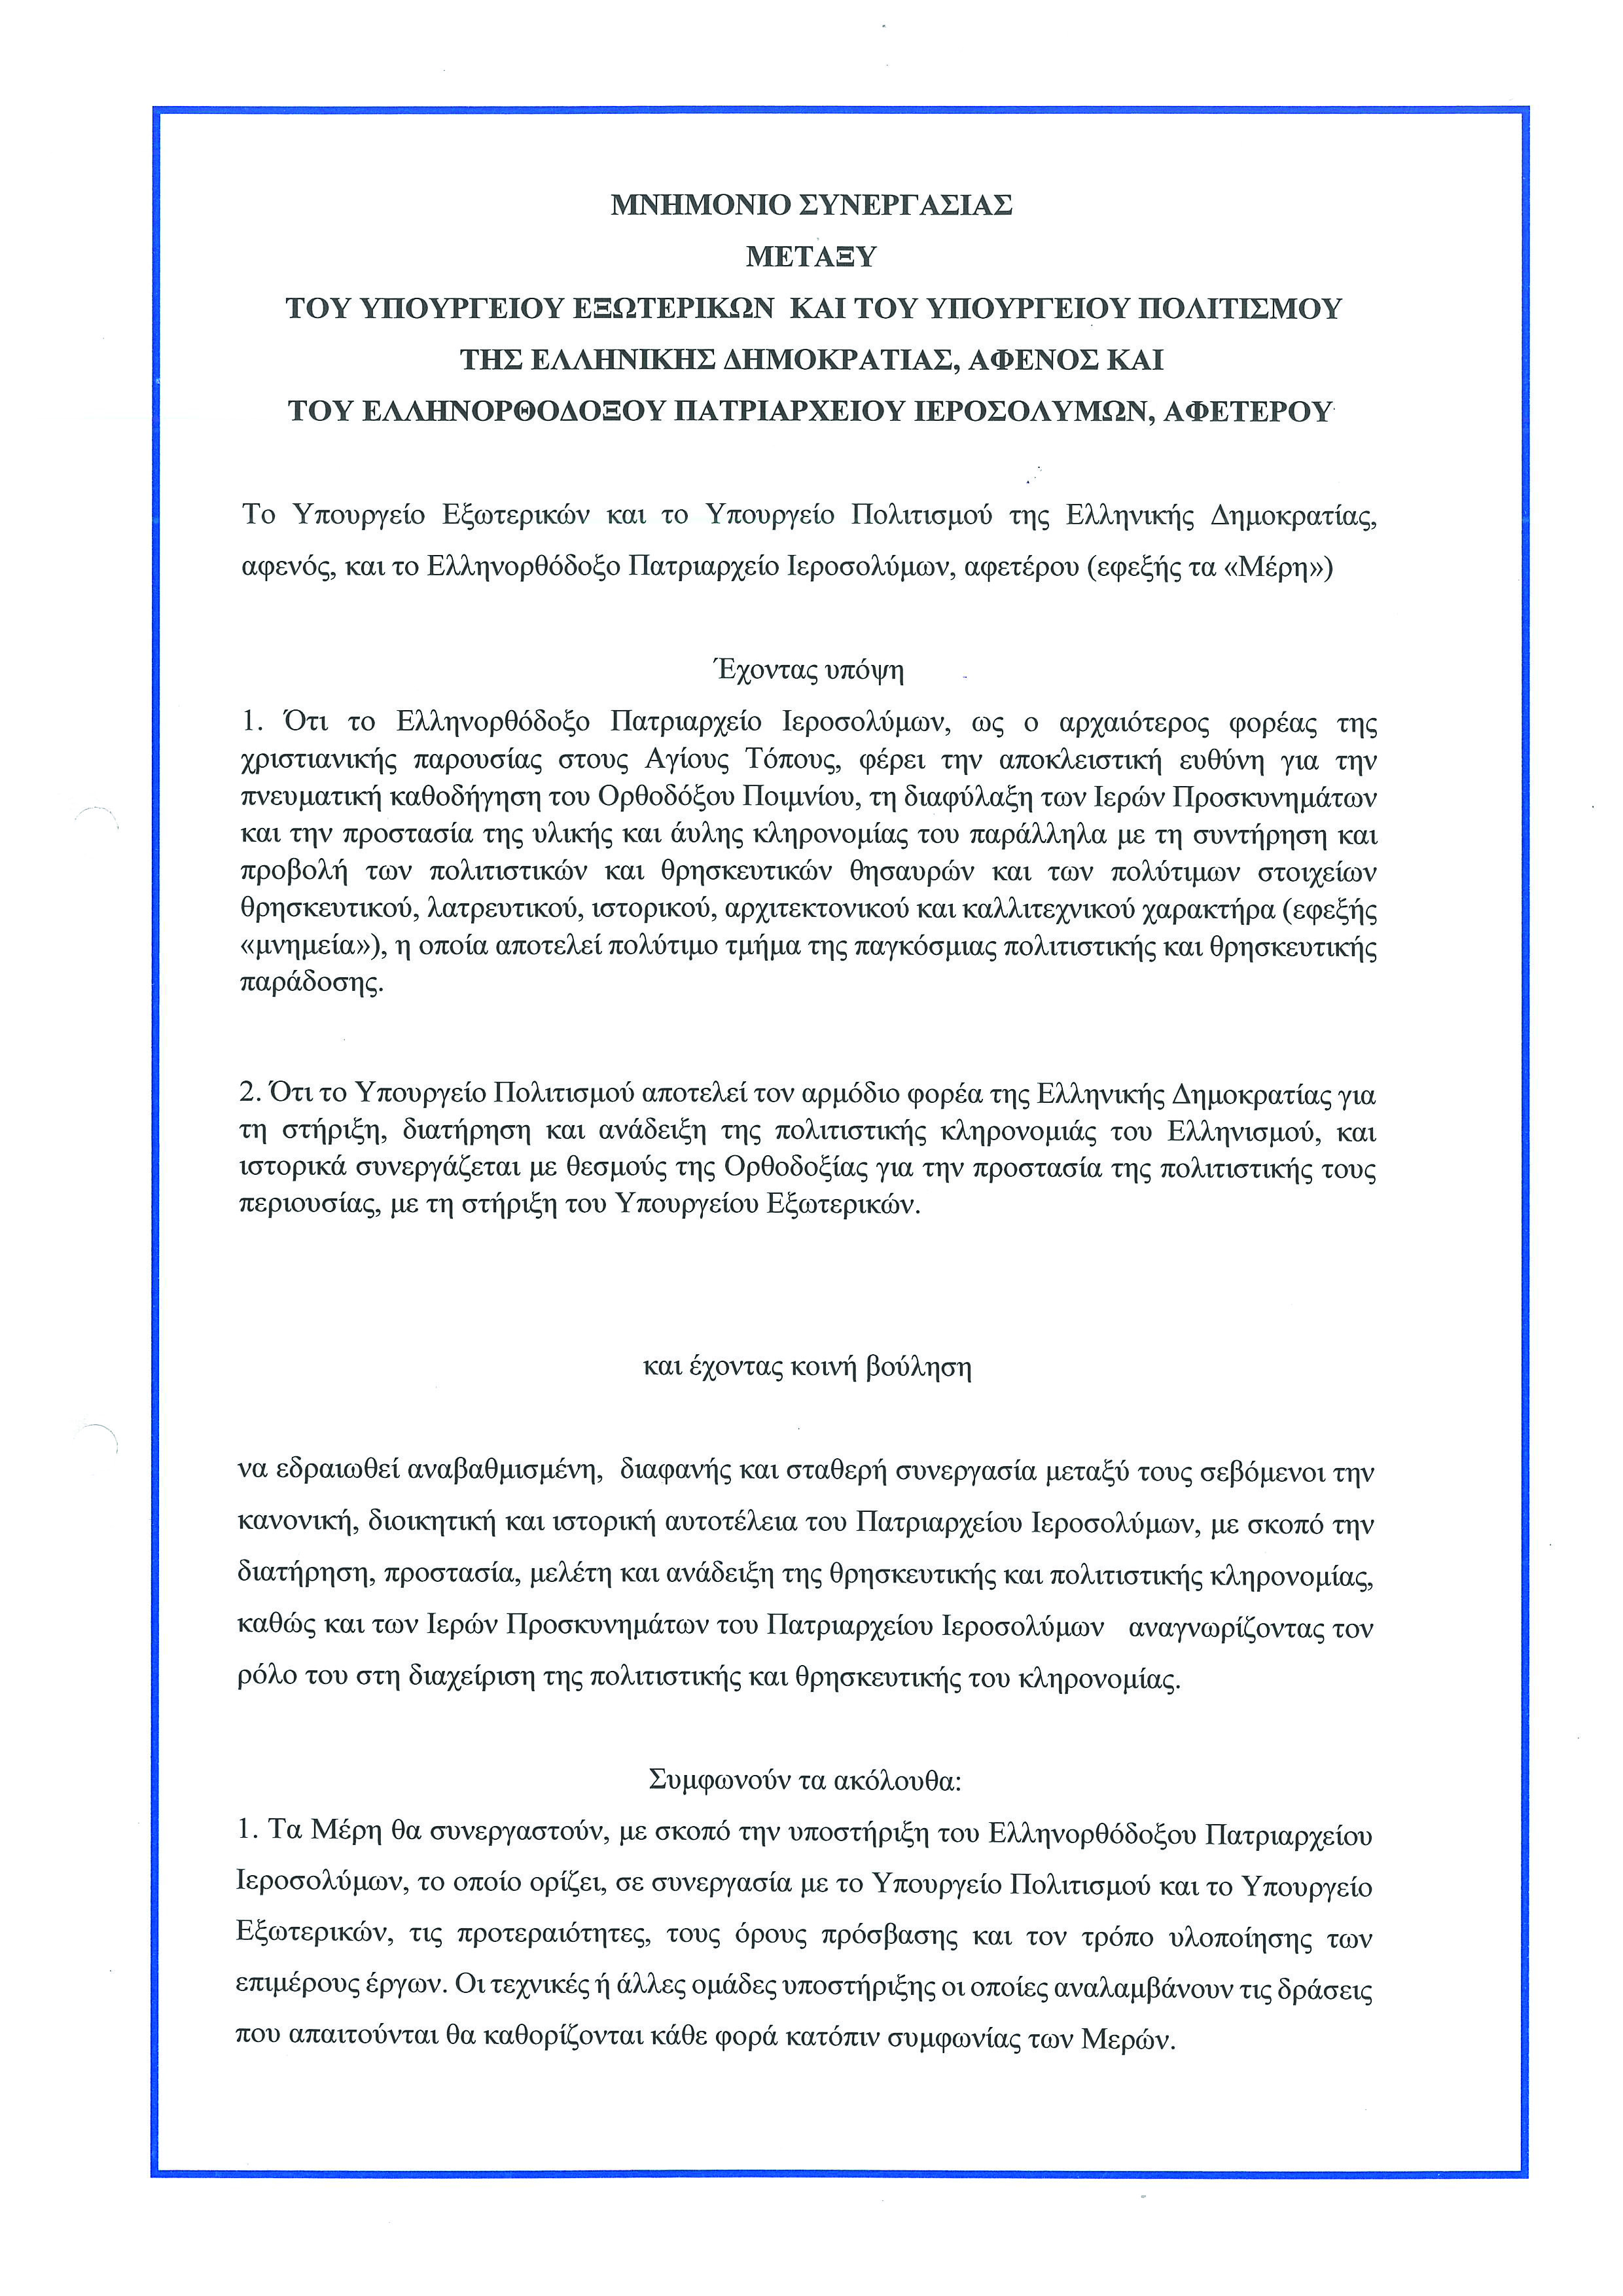 ΜΝΗΜΟΝΙΟ ΣΥΝΕΡΓΑΣΙΑΣ
ΜΕΤΑΞΥ
ΤΟΥ ΥΠΟΥΡΓΕΙΟΥ ΕΞΩΤΕΡΙΚΩΝ ΚΑΙ ΤΟΥ ΥΠΟΥΡΓΕΙΟΥ ΠΟΛΙΤΙΣΜΟΥ
ΤΗΣ ΕΛΛΗΝΙΚΗΣ ΔΗΜΟΚΡΑΤΙΑΣ, ΑΦΕΝΟΣ ΚΑΙ
ΤΟΥ ΕΛΛΗΝΟΡΘΟΔΟΞΟΥ ΠΑΤΡΙΑΡΧΕΙΟΥ ΙΕΡΟΣΟΛΥΜΩΝ, ΑΦΕΤΕΡΟΥ
Το Υπουργείο Εξωτερικών και το Υπουργείο Πολιτισμού της Ελληνικής Δημοκρατίας,
αφενός, και το Ελληνορθόδοξο Πατριαρχείο Ιεροσολύμων, αφετέρου (εφεξής τα «Μέρη»)
Έχοντας υπόψη
1. Ότι το Ελληνορθόδοξο Πατριαρχείο Ιεροσολύμων, ως ο αρχαιότερος φορέας της
χριστιανικής παρουσίας στους Αγίους Τόπους, φέρει την αποκλειστική ευθύνη για την
πνευματική καθοδήγηση του Ορθοδόξου Ποιμνίου, τη διαφύλαξη των Ιερών Προσκυνημάτων
και την προστασία της υλικής και άυλης κληρονομίας του παράλληλα με τη συντήρηση και
προβολή των πολιτιστικών και θρησκευτικών θησαυρών και των πολύτιμων στοιχείων
θρησκευτικού, λατρευτικού, ιστορικού, αρχιτεκτονικού και καλλιτεχνικού χαρακτήρα (εφεξής
«μνημεία»), η οποία αποτελεί πολύτιμο τμήμα της παγκόσμιας πολιτιστικής και θρησκευτικής
παράδοσης.
2. Ότι το Υπουργείο Πολιτισμού αποτελεί τον αρμόδιο φορέα της Ελληνικής Δημοκρατίας για
τη στήριξη, διατήρηση και ανάδειξη της πολιτιστικής κληρονομιάς του Ελληνισμού, και
ιστορικά συνεργάζεται με θεσμούς της Ορθοδοξίας για την προστασία της πολιτιστικής τους
περιουσίας, με τη στήριξη του Υπουργείου Εξωτερικών.
και έχοντας κοινή βούληση
να εδραιωθεί αναβαθμισμένη, διαφανής και σταθερή συνεργασία μεταξύ τους σεβόμενοι την
κανονική, διοικητική και ιστορική αυτοτέλεια του Πατριαρχείου Ιεροσολύμων, με σκοπό την
διατήρηση, προστασία, μελέτη και ανάδειξη της θρησκευτικής και πολιτιστικής κληρονομίας,
καθώς και των Ιερών Προσκυνημάτων του Πατριαρχείου Ιεροσολύμων αναγνωρίζοντας τον
ρόλο του στη διαχείριση της πολιτιστικής και θρησκευτικής του κληρονομίας.
Συμφωνούν τα ακόλουθα:
1. Τα Μέρη θα συνεργαστούν, με σκοπό την υποστήριξη του Ελληνορθόδοξου Πατριαρχείου
Ιεροσολύμων, το οποίο ορίζει, σε συνεργασία με το Υπουργείο Πολιτισμού και το Υπουργείο
Εξωτερικών, τις προτεραιότητες, τους όρους πρόσβασης και τον τρόπο υλοποίησης των
επιμέρους έργων. Οι τεχνικές ή άλλες ομάδες υποστήριξης οι οποίες αναλαμβάνουν τις δράσεις
που απαιτούνται θα καθορίζονται κάθε φορά κατόπιν συμφωνίας των Μερών.